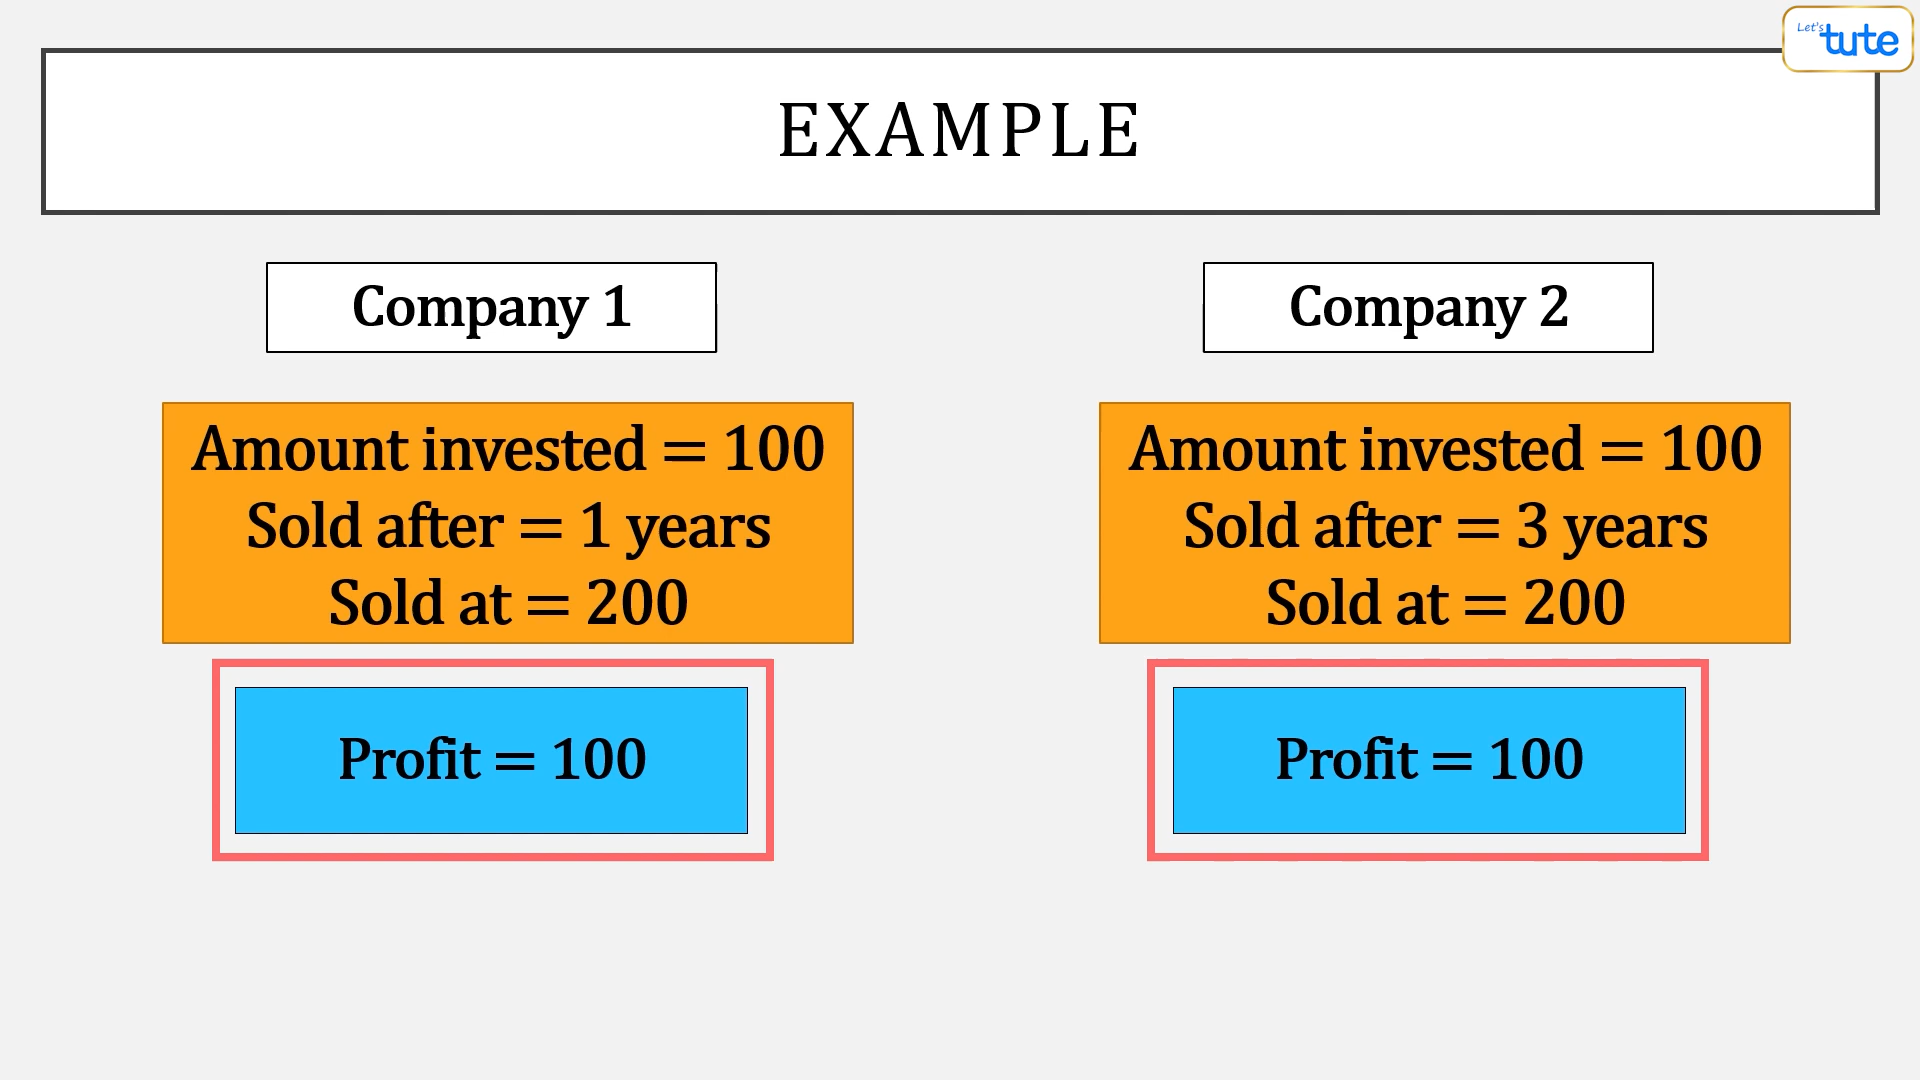 Let's tute
EXAMPLE
Company 1
Amount invested = 100
Sold after = 1 years
Sold at = 200
Profit = 100
Company 2
Amount invested = 100
Sold after = 3 years
Sold at = 200
Profit = 100